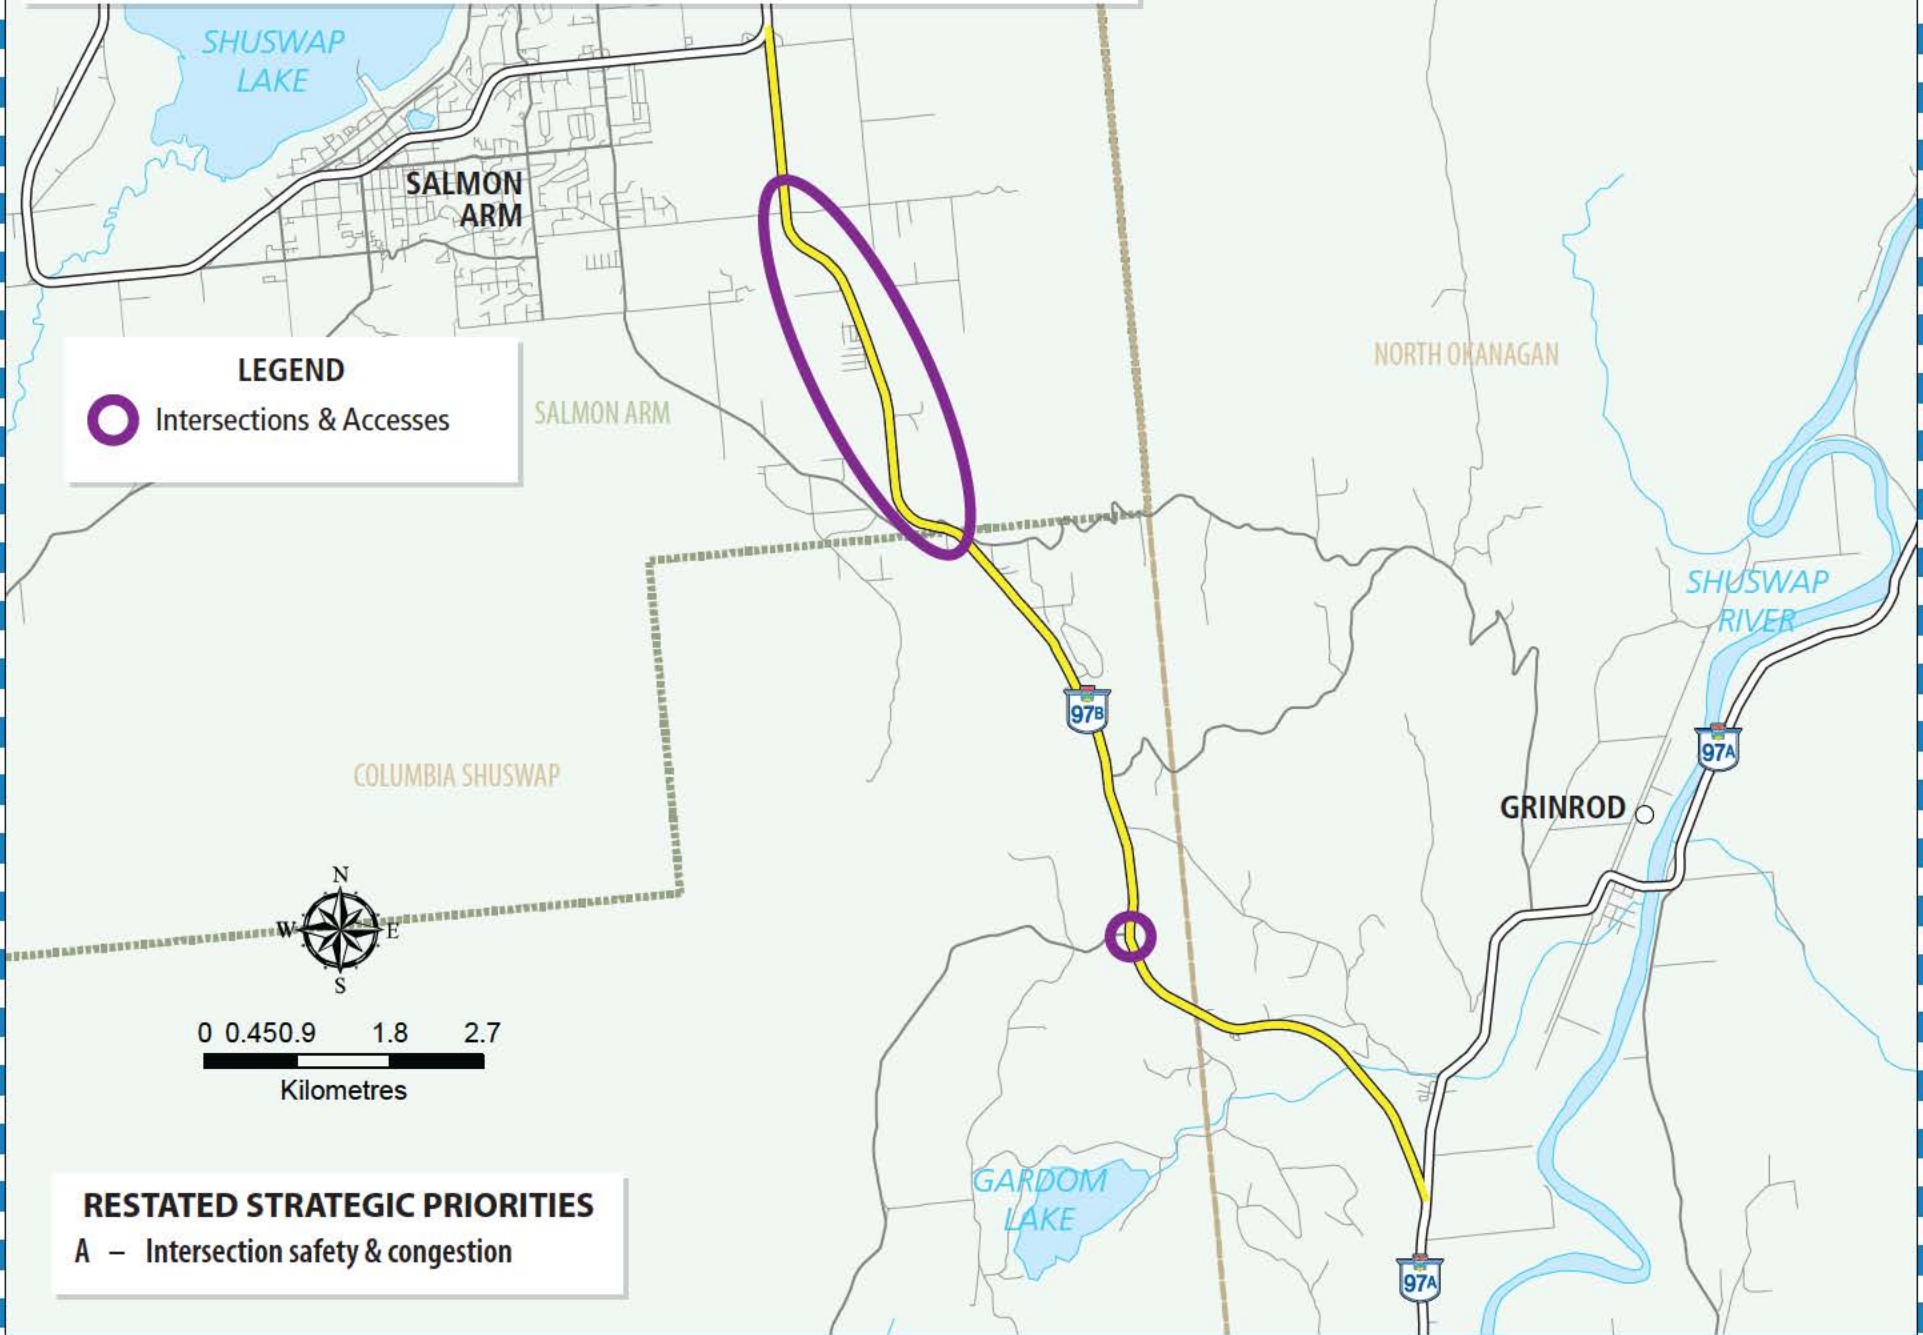 SHUSWAP
LAKE
SALMON
ARM
LEGEND
Intersections & Accesses
SALMON ARM
NORTH OKANAGAN
SHUSWAP
RIVER
97B
97A
COLUMBIA SHUSWAP
GRINROD
N
W
E
S
0 0.450.9 1.8 2.7
Kilometres
GARDOM
LAKE
RESTATED STRATEGIC PRIORITIES
A – Intersection safety & congestion
97A